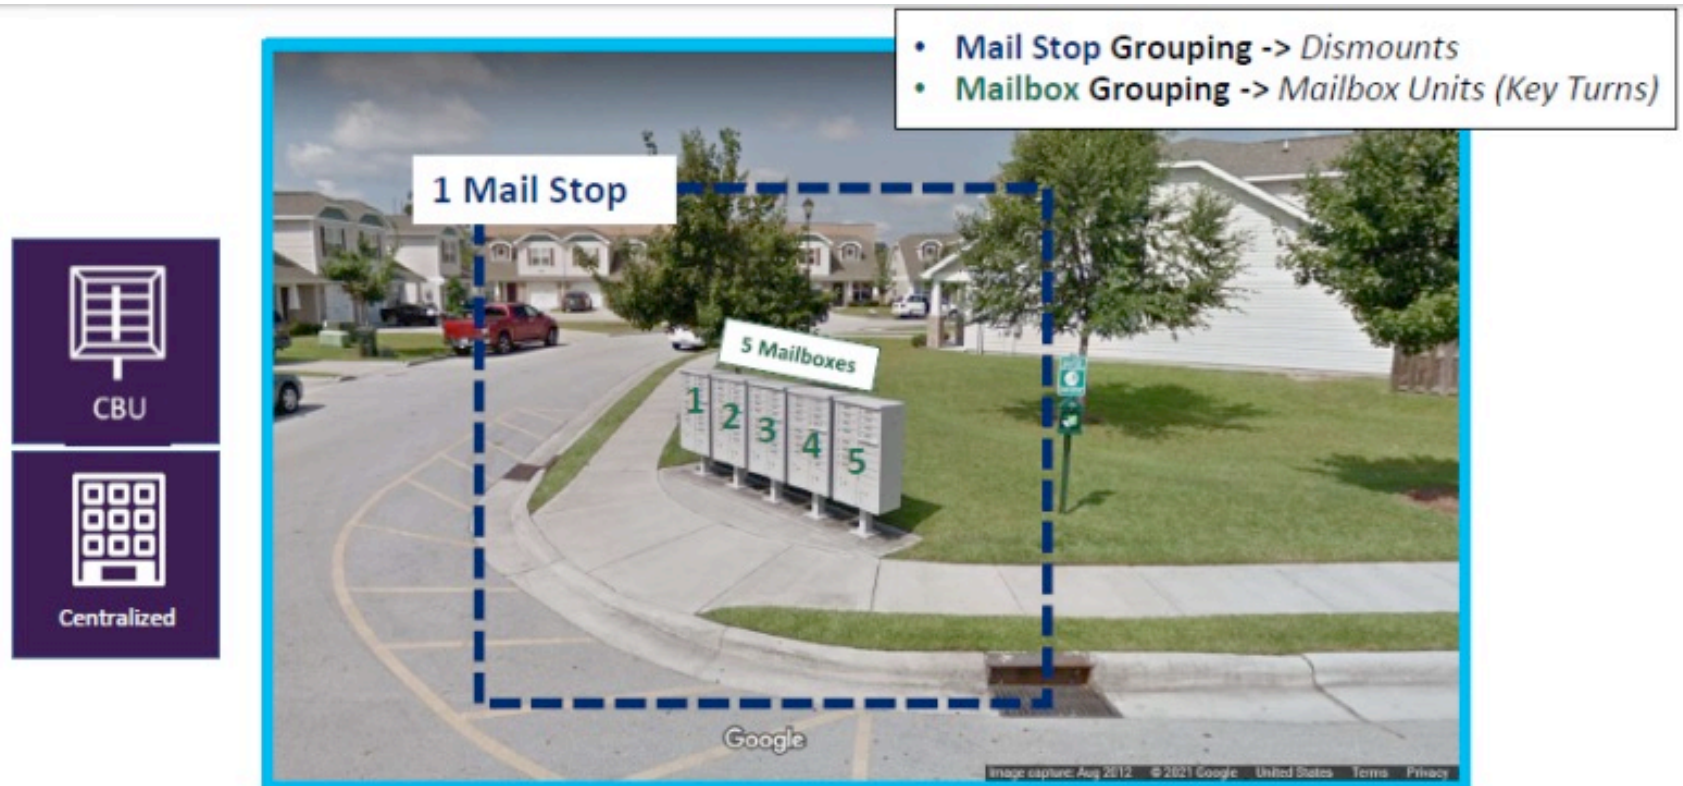 • Mail Stop Grouping -> Dismounts
• Mailbox Grouping -> Mailbox Units (Key Turns)
1 Mail Stop
5 Mailboxes
1
2
3
4
5
CBU
Centralized
Google
Image capture: Aug 2012 © 2021 Google United States Terms Privacy